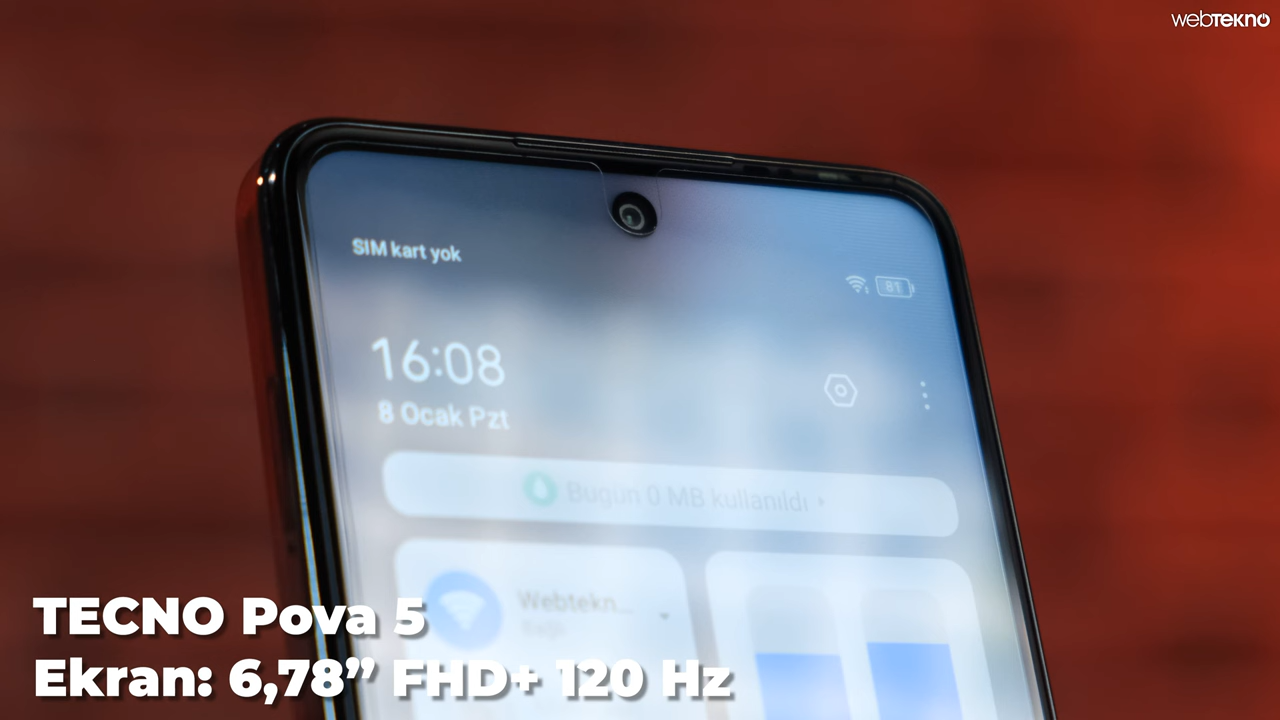 webtekno
SIM kart yok
81
16:08
8 Ocak Pzt
Bugün 0 MB kullanıldı
Webtekn...
TECNO Pova 5
Ekran: 6,78” FHD+ 120 Hz